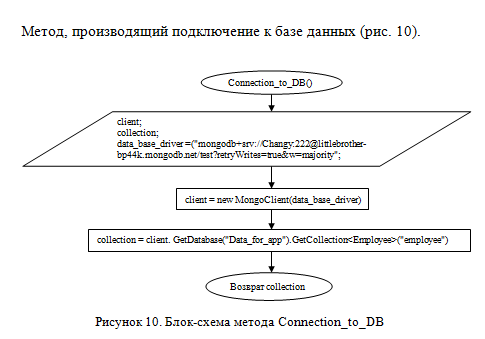 Метод, производящий подключение к базе данных (рис. 10).
Connection_to_DB()
client;
collection;
data_base_driver =("mongodb+srv://Changy:222@littlebrother-
bp44k.mongodb.net/test?retryWrites=true&w=majority";
client = new MongoClient(data_base_driver)
collection = client. GetDatabase("Data_for_app").GetCollection<Employee>("employee")
Возврат collection
Рисунок 10. Блок-схема метода Connection_to_DB